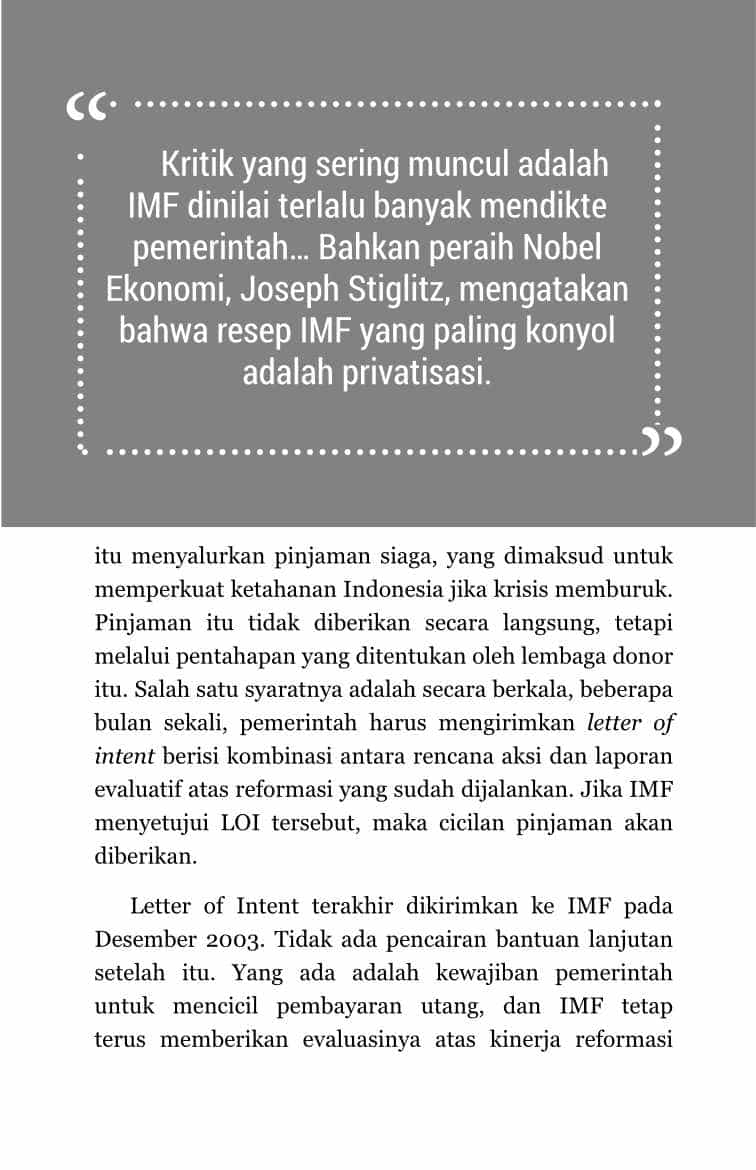 “
Kritik yang sering muncul adalah
IMF dinilai terlalu banyak mendikte
pemerintah… Bahkan peraih Nobel
Ekonomi, Joseph Stiglitz, mengatakan
bahwa resep IMF yang paling konyol
adalah privatisasi.
”
itu menyalurkan pinjaman siaga, yang dimaksud untuk
memperkuat ketahanan Indonesia jika krisis memburuk.
Pinjaman itu tidak diberikan secara langsung, tetapi
melalui pentahapan yang ditentukan oleh lembaga donor
itu. Salah satu syaratnya adalah secara berkala, beberapa
bulan sekali, pemerintah harus mengirimkan letter of
intent berisi kombinasi antara rencana aksi dan laporan
evaluatif atas reformasi yang sudah dijalankan. Jika IMF
menyetujui LOI tersebut, maka cicilan pinjaman akan
diberikan.
Letter of Intent terakhir dikirimkan ke IMF pada
Desember 2003. Tidak ada pencairan bantuan lanjutan
setelah itu. Yang ada adalah kewajiban pemerintah
untuk mencicil pembayaran utang, dan IMF tetap
terus memberikan evaluasinya atas kinerja reformasi